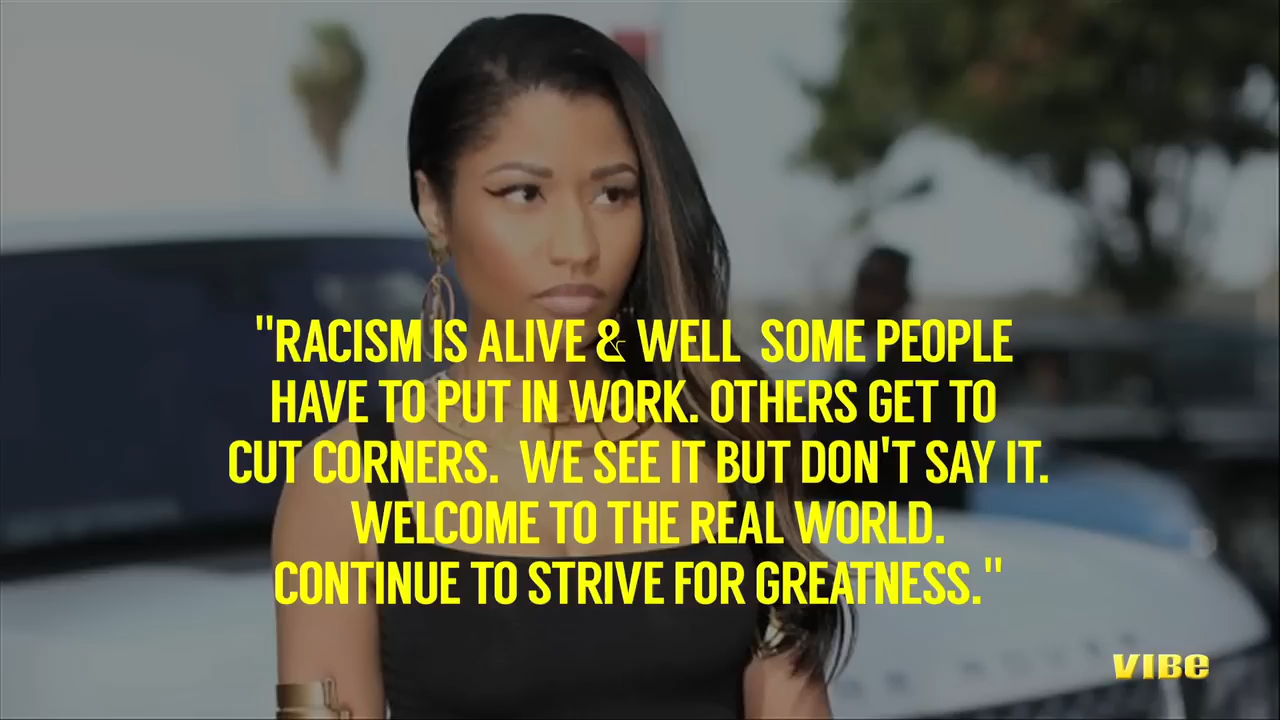 "RACISM IS ALIVE & WELL SOME PEOPLE
HAVE TO PUT IN WORK. OTHERS GET TO
CUT CORNERS. WE SEE IT BUT DON'T SAY IT.
WELCOME TO THE REAL WORLD.
CONTINUE TO STRIVE FOR GREATNESS."
VIBE